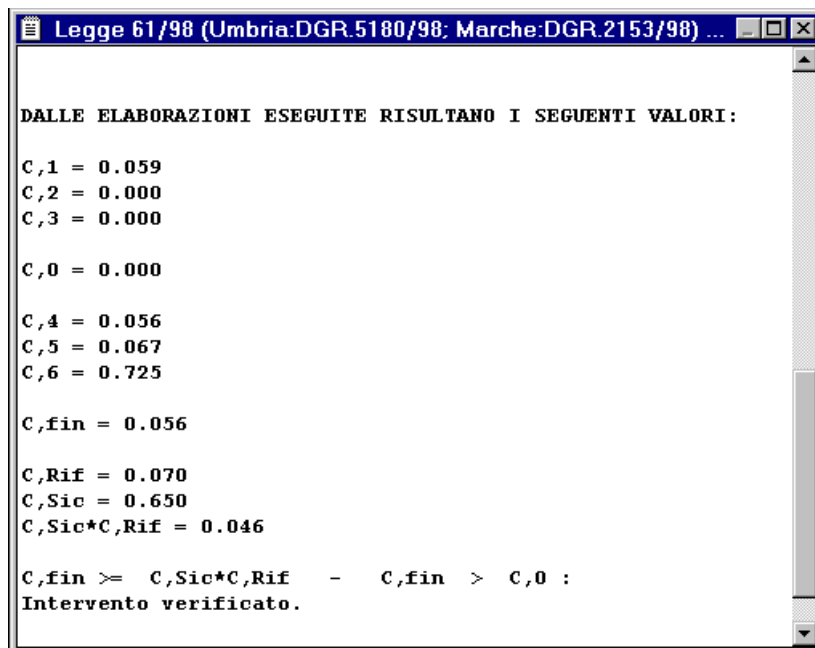 Legge 61/98 (Umbria:DGR.5180/98; Marche:DGR.2153/98) ...
DALLE ELABORAZIONI ESEGUITE RISULTANO I SEGUENTI VALORI:
C,1 = 0.059
C,2 = 0.000
C,3 = 0.000
C,0 = 0.000
C,4 = 0.056
C,5 = 0.067
C,6 = 0.725
C,fin = 0.056
C,Rif = 0.070
C,Sic = 0.650
C,Sic*C,Rif = 0.046
C,fin >= C,Sic*C,Rif - C,fin > C,0 :
Intervento verificato.